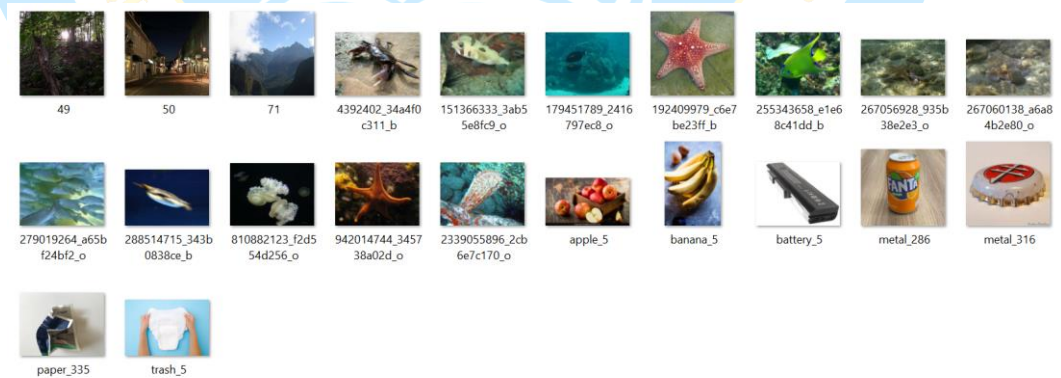 49
50
71
4392402_34a4f0
c311_b
151366333_3ab5
5e8fc9_o
179451789_2416
797ec8_o
192409979_c6e7
be23ff_b
255343658_e1e6
8c41dd_b
267056928_935b
38e2e3_o
267060138_a6a8
4b2e80_o
279019264_a65b
f24bf2_o
288514715_343b
0838ce_b
810882123_f2d5
54d256_o
942014744_3457
38a02d_o
2339055896_2cb
6e7c170_o
apple_5
banana_5
battery_5
FANTA
metal_286
metal_316
paper_335
trash_5